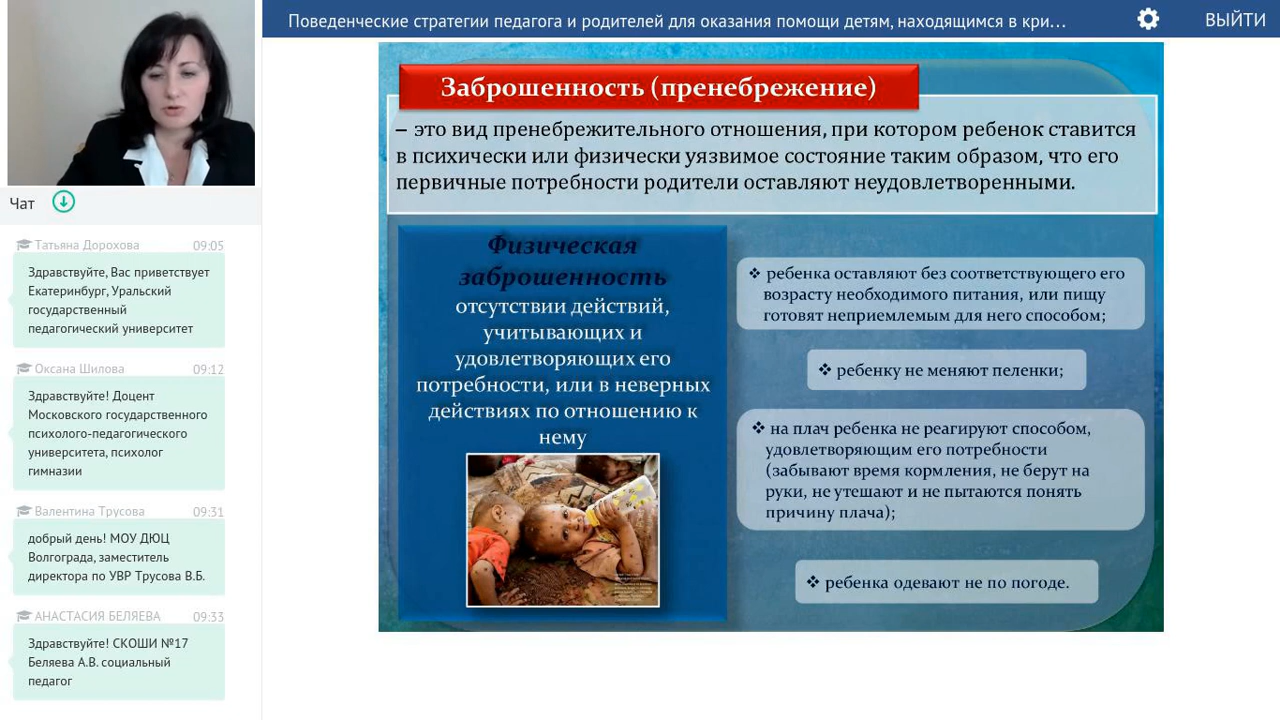 Поведенческие стратегии педагога и родителей для оказания помощи детям, находящимся в кри...
ВЫЙТИ
Чат
Татьяна Дорохова
09:05
Здравствуйте, Вас приветствует
Екатеринбург, Уральский
государственный
педагогический университет
Оксана Шилова
09:12
Здравствуйте! Доцент
Московского государственного
психолого-педагогического
университета, психолог
гимназии
Валентина Трусова
09:31
добрый день! МОУ ДЮЦ
Волгограда, заместитель
директора по УВР Трусова В.Б.
АНАСТАСИЯ БЕЛЯЕВА
09:33
Здравствуйте! СКОШИ №17
Беляева А.В. социальный
педагог
Заброшенность (пренебрежение)
– это вид пренебрежительного отношения, при котором ребенок ставится
в психически или физически уязвимое состояние таким образом, что его
первичные потребности родители оставляют неудовлетворенными.
Физическая
заброшенность
отсутствии действий,
учитывающих и
удовлетворяющих его
потребности, или в неверных
действиях по отношению к
нему
❖ ребенка оставляют без соответствующего его
возрасту необходимого питания, или пищу
готовят неприемлемым для него способом;
❖ ребенку не меняют пеленки;
❖ на плач ребенка не реагируют способом,
удовлетворяющим его потребности
(забывают время кормления, не берут на
руки, не утешают и не пытаются понять
причину плача);
❖ ребенка одевают не по погоде.